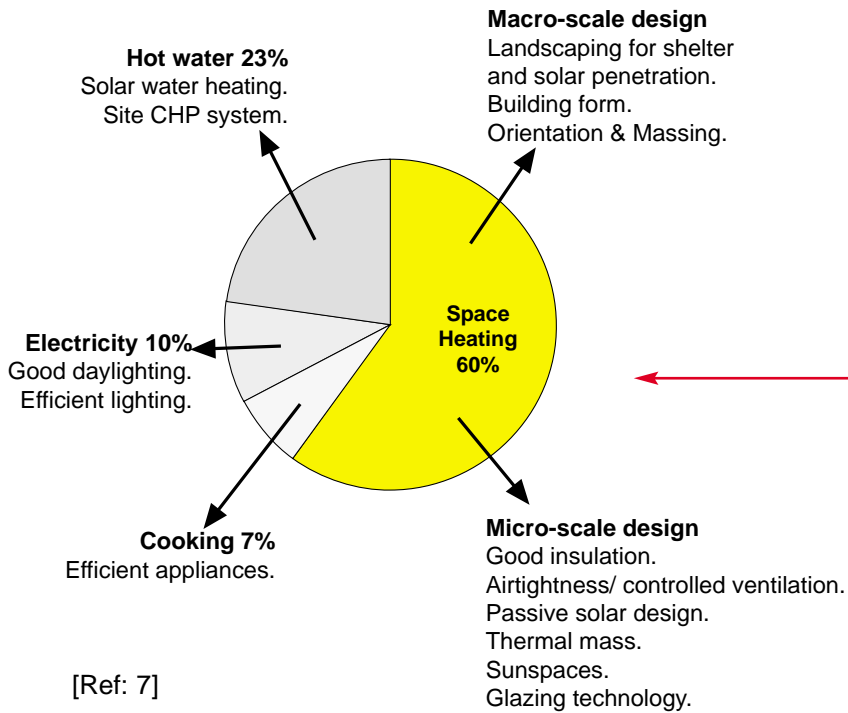 Hot water 23%
Solar water heating.
Site CHP system.
Macro-scale design
Landscaping for shelter
and solar penetration.
Building form.
Orientation & Massing.
Space
Heating
60%
Electricity 10%
Good daylighting.
Efficient lighting.
Cooking 7%
Efficient appliances.
Micro-scale design
Good insulation.
Airtightness/ controlled ventilation.
Passive solar design.
Thermal mass.
Sunspaces.
Glazing technology.
[Ref: 7]